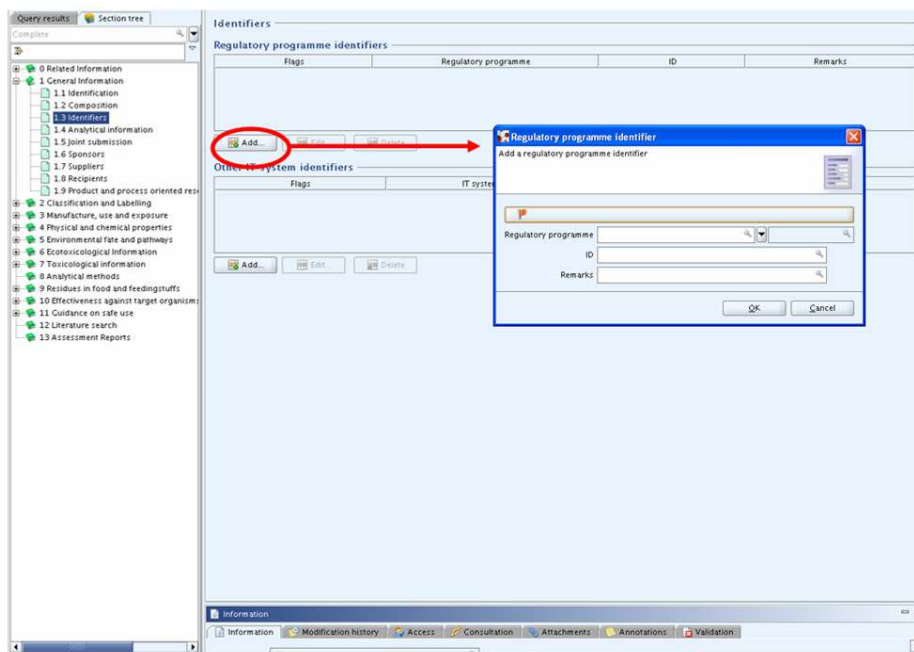 Query results Section tree
Complete
0 Related Information
1 General Information
1.1 Identification
1.2 Composition
1.3 Identifiers
1.4 Analytical information
1.5 Joint submission
1.6 Sponsors
1.7 Suppliers
1.8 Recipients
1.9 Product and process oriented res
2 Classification and Labelling
3 Manufacture, use and exposure
4 Physical and chemical properties
5 Environmental fate and pathways
6 Ecotoxicological Information
7 Toxicological information
8 Analytical methods
9 Residues in food and feedingstuffs
10 Effectiveness against target organisms
11 Guidance on safe use
12 Literature search
13 Assessment Reports
Identifiers
Regulatory programme identifiers
Flags Regulatory programme ID Remarks
Add... Edit... Delete
Other IT system identifiers
Flags IT syste
Add... Edit... Delete
Regulatory programme identifier
Add a regulatory programme identifier
Regulatory programme
ID
Remarks
OK Cancel
Information
Information Modification history Access Consultation Attachments Annotations Validation